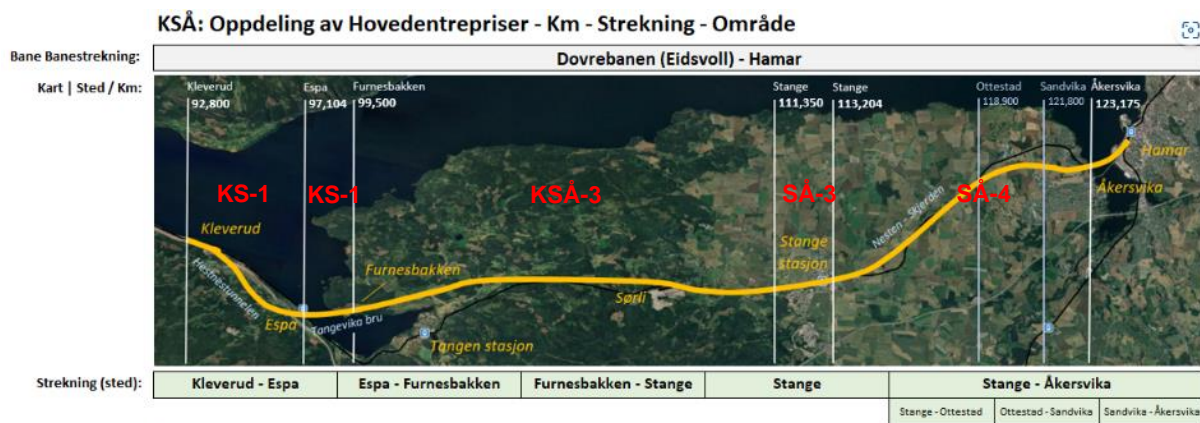 KSÅ: Oppdeling av Hovedentrepriser - Km - Strekning - Område
Bane Banestrekning:
Dovrebanen (Eidsvoll) - Hamar
Kart | Sted / Km:
Kleverud
92,800
Espa
97,104
Furnesbakken
99,500
Stange
111,350
Stange
113,204
Ottestad
118,900
Sandvika
121,800
Åkersvika
123,175
Hamar
KS-1
KS-1
KSÅ-3
SÅ-3
SÅ-4
Åkersvika
Kleverud
Nesten - Skjerden
Stange
stasjon
Furnesbakken
Hestnestunnelen
Sørli
Espa
Tangevika bru
Tangen stasjon
Strekning (sted):
Kleverud - Espa
Espa - Furnesbakken
Furnesbakken - Stange
Stange
Stange - Åkersvika
Stange - Ottestad
Ottestad - Sandvika
Sandvika - Åkersvika